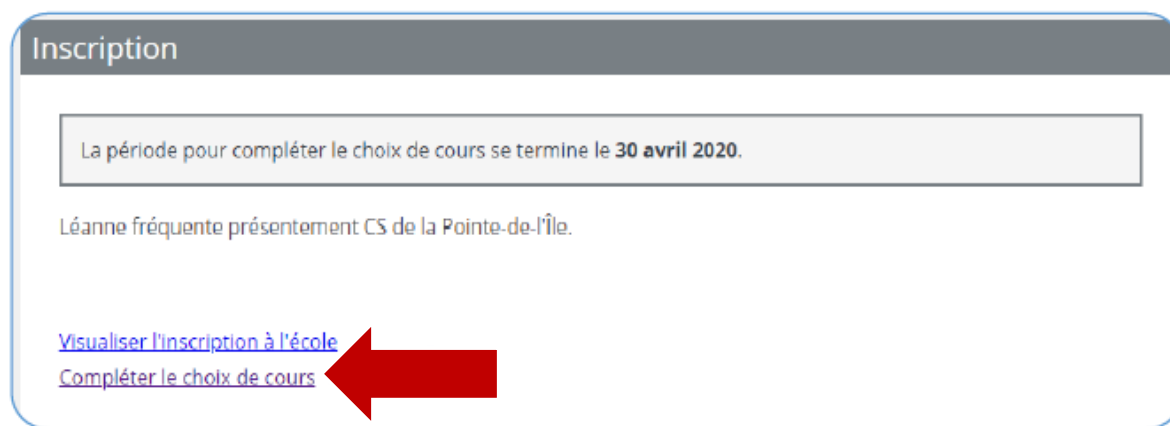 Inscription
La période pour compléter le choix de cours se termine le 30 avril 2020.
Léanne fréquente présentement CS de la Pointe-de-l'Île.
Visualiser l'inscription à l'école
Compléter le choix de cours